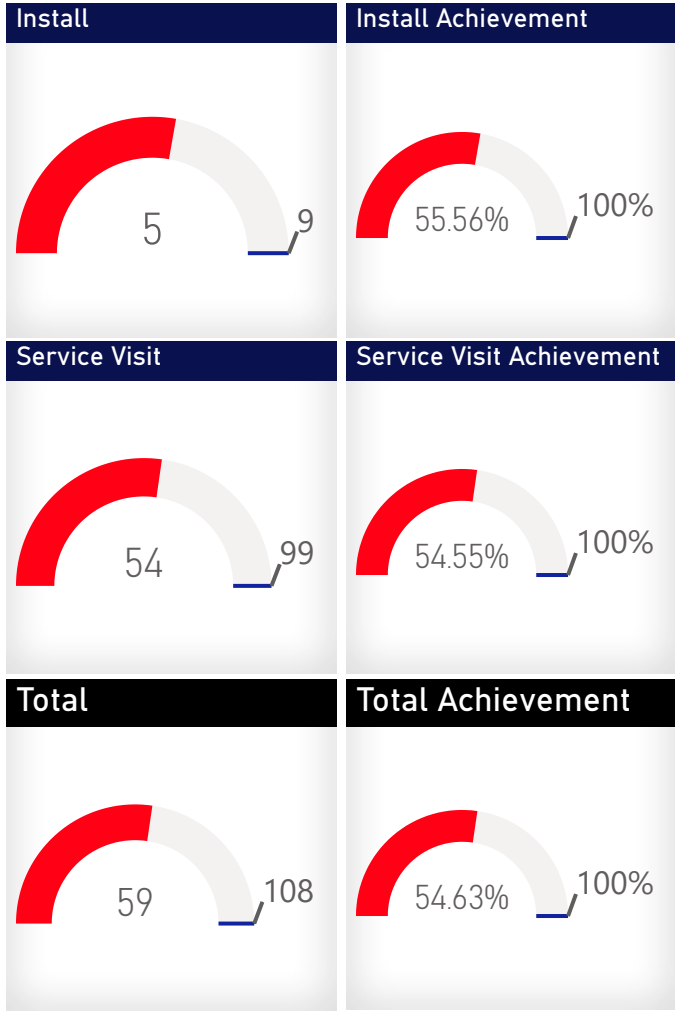 Install
5
9
Install Achievement
55.56%
100%
Service Visit
54
99
Service Visit Achievement
54.55%
100%
Total
59
108
Total Achievement
54.63%
100%